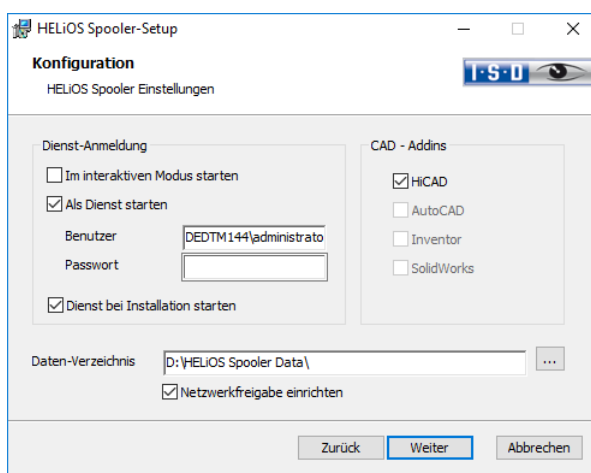 HELiOS Spooler-Setup
Konfiguration
HELiOS Spooler Einstellungen
I·S·D
Dienst-Anmeldung
Im interaktiven Modus starten
Als Dienst starten
Benutzer DEDTM144\administrato
Passwort
Dienst bei Installation starten
CAD - Addins
HiCAD
AutoCAD
Inventor
SolidWorks
Daten-Verzeichnis D:\HELiOS Spooler Data\ ...
Netzwerkfreigabe einrichten
Zurück Weiter Abbrechen